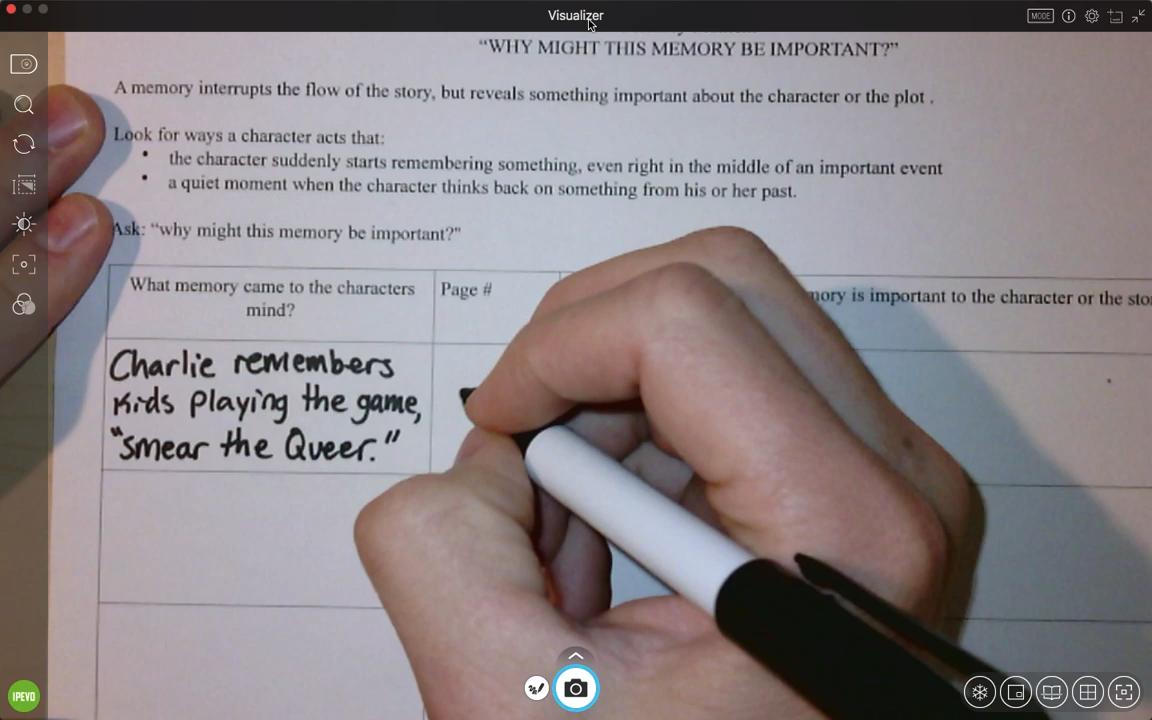 Visualizer
MODE
"WHY MIGHT THIS MEMORY BE IMPORTANT?"
A memory interrupts the flow of the story, but reveals something important about the character or the plot .
Look for ways a character acts that:
• the character suddenly starts remembering something, even right in the middle of an important event
• a quiet moment when the character thinks back on something from his or her past.
Ask: "why might this memory be important?"
What memory came to the characters
mind?
Page #
is important to the character or the
Charlie remembers
Kids playing the game,
"smear the Queer."
IPEVO